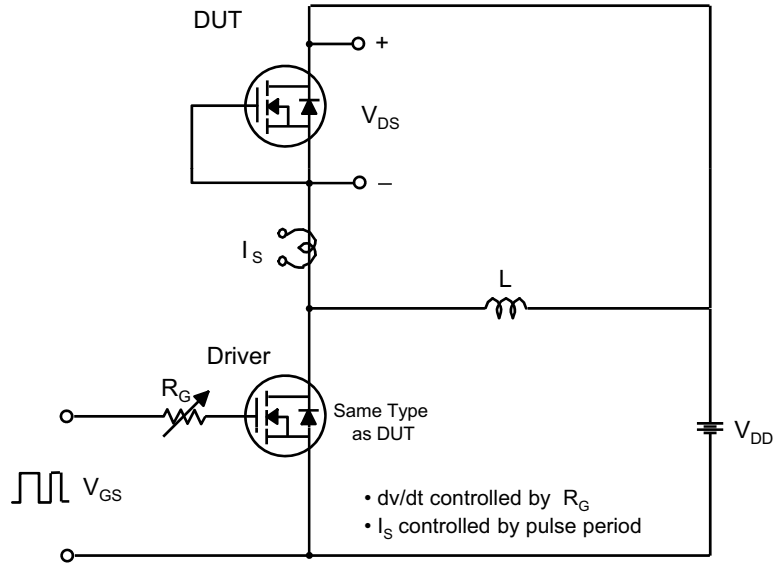 DUT
+
V_DS
–
I_S
L
Driver
R_G
Same Type
as DUT
V_DD
V_GS
• dv/dt controlled by R_G
• I_S controlled by pulse period